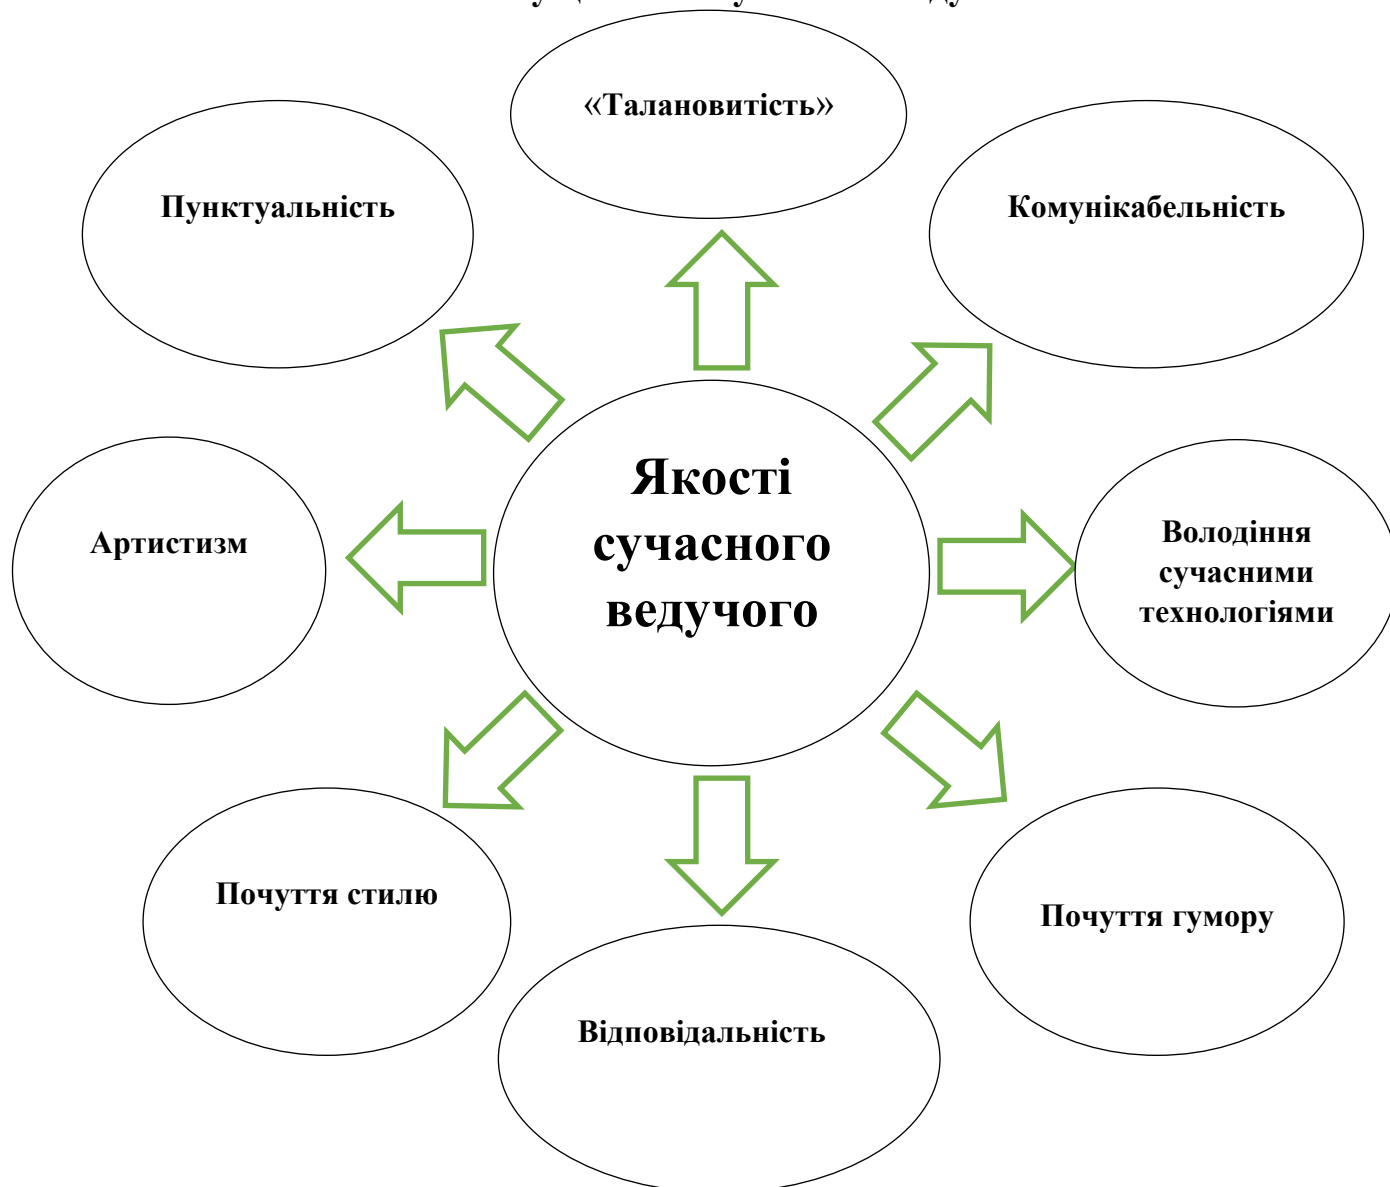 «Талановитість»
Пунктуальність
Комунікабельність
Якості
сучасного
ведучого
Артистизм
Володіння
сучасними
технологіями
Почуття стилю
Почуття гумору
Відповідальність